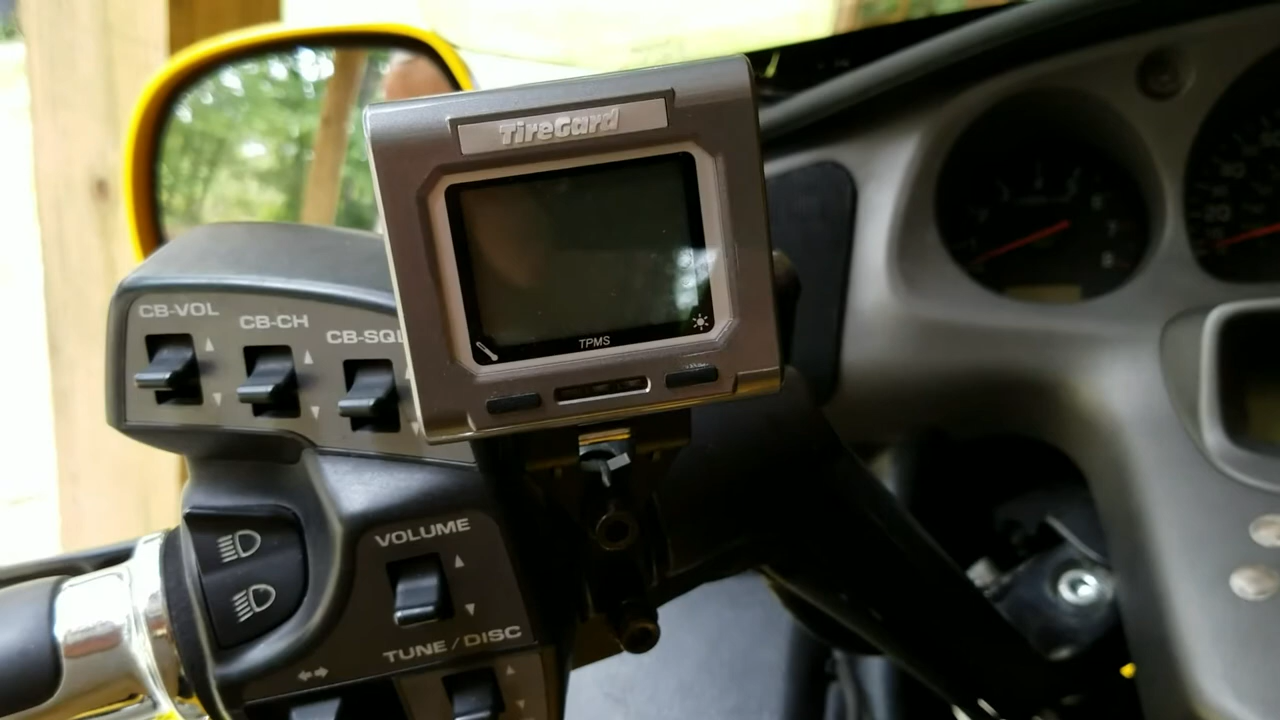 TireGard
TPMS
CB-VOL
CB-CH
CB-SQL
VOLUME
TUNE/DISC